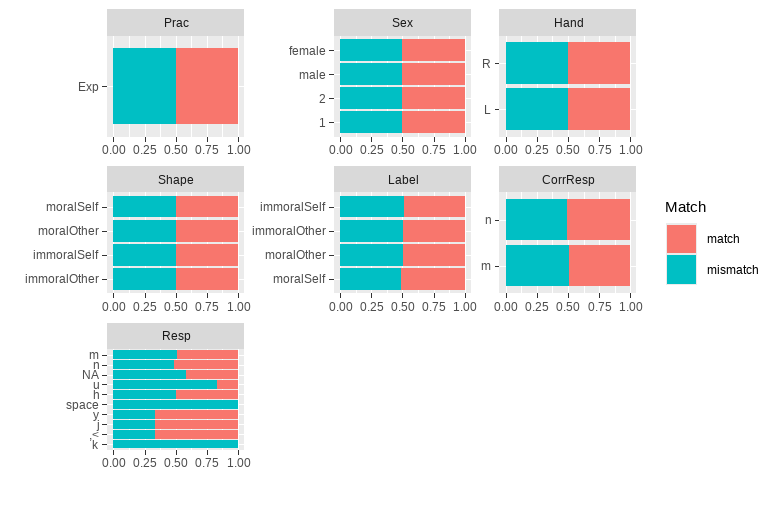 Prac
Exp
0.00 0.25 0.50 0.75 1.00
Sex
female
male
2
1
0.00 0.25 0.50 0.75 1.00
Hand
R
L
0.00 0.25 0.50 0.75 1.00
Shape
moralSelf
moralOther
immoralSelf
immoralOther
0.00 0.25 0.50 0.75 1.00
Label
immoralSelf
immoralOther
moralOther
moralSelf
0.00 0.25 0.50 0.75 1.00
CorrResp
n
m
0.00 0.25 0.50 0.75 1.00
Match
match
mismatch
Resp
m
n
NA
u
h
space
y
j
,<
k
0.00 0.25 0.50 0.75 1.00